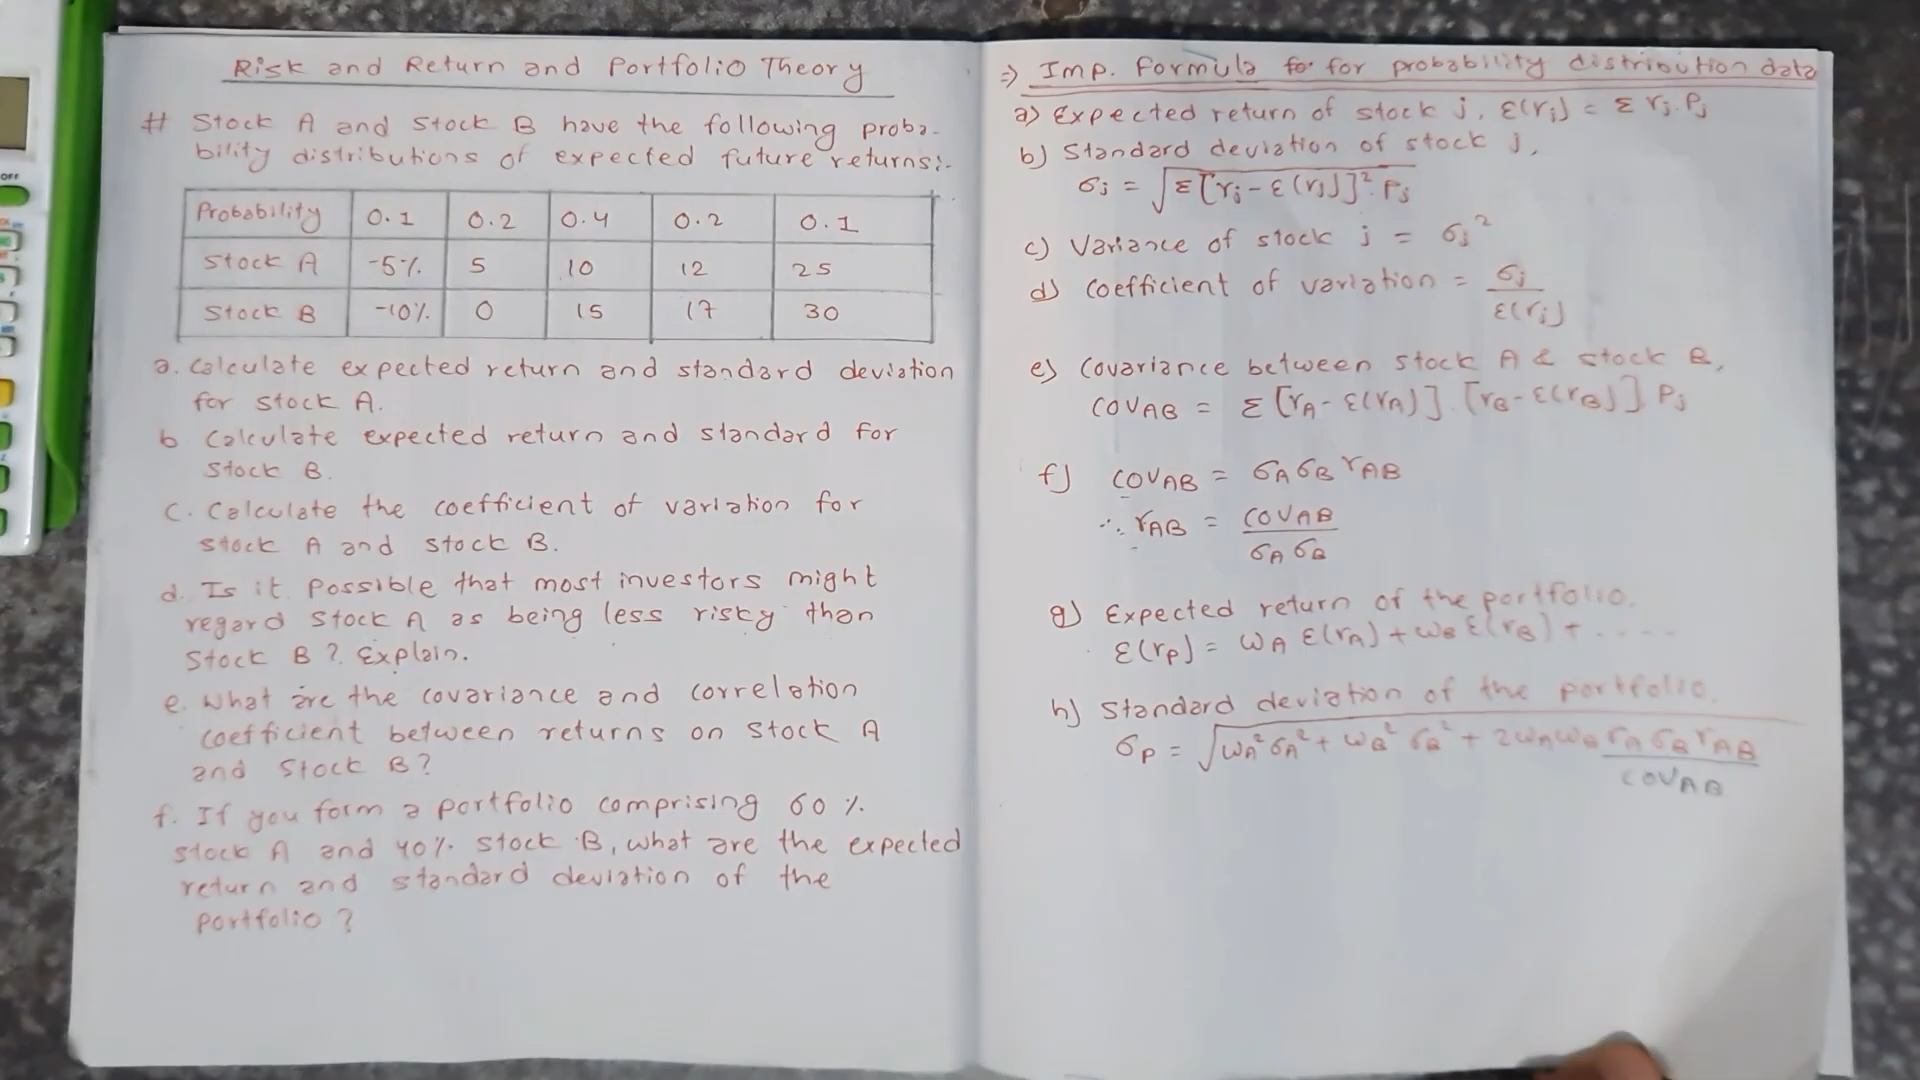 Risk and Return and Portfolio Theory
# Stock A and Stock B have the following proba-
bility distributions of expected future returns:-
Probability 0.1 0.2 0.4 0.2 0.1
Stock A -5% 5 10 12 25
Stock B -10% 0 15 17 30
a. Calculate expected return and standard deviation
for stock A.
b Calculate expected return and standard for
Stock B.
C. Calculate the coefficient of variation for
Stock A and Stock B.
d. Is it possible that most investors might
regard Stock A as being less risky than
Stock B? Explain.
e. What are the covariance and correlation
coefficient between returns on Stock A
and Stock B?
f. If you form a portfolio comprising 60%
stock A and 40% stock B, what are the expected
return and standard deviation of the
portfolio?
⇒ Imp. Formula for for probability distribution data
a) Expected return of stock j, E(rj) = Σ rj.Pj
b) Standard deviation of stock j,
σj = √Σ[rj-E(rj)]².Pj
c) Variance of stock j = σj²
d) Coefficient of variation = σj/E(rj)
e) Covariance between stock A & stock B,
COVAB = Σ[rA-E(rA)].[rB-E(rB)] Pj
f) COVAB = σA σB rAB
∴ rAB = COVAB/σA σB
g) Expected return of the portfolio.
E(rp) = wA E(rA) + wB E(rB) + .....
h) Standard deviation of the portfolio.
σp = √wA²σA² + wB²σB² + 2wAwB σA σB rAB
COVAB